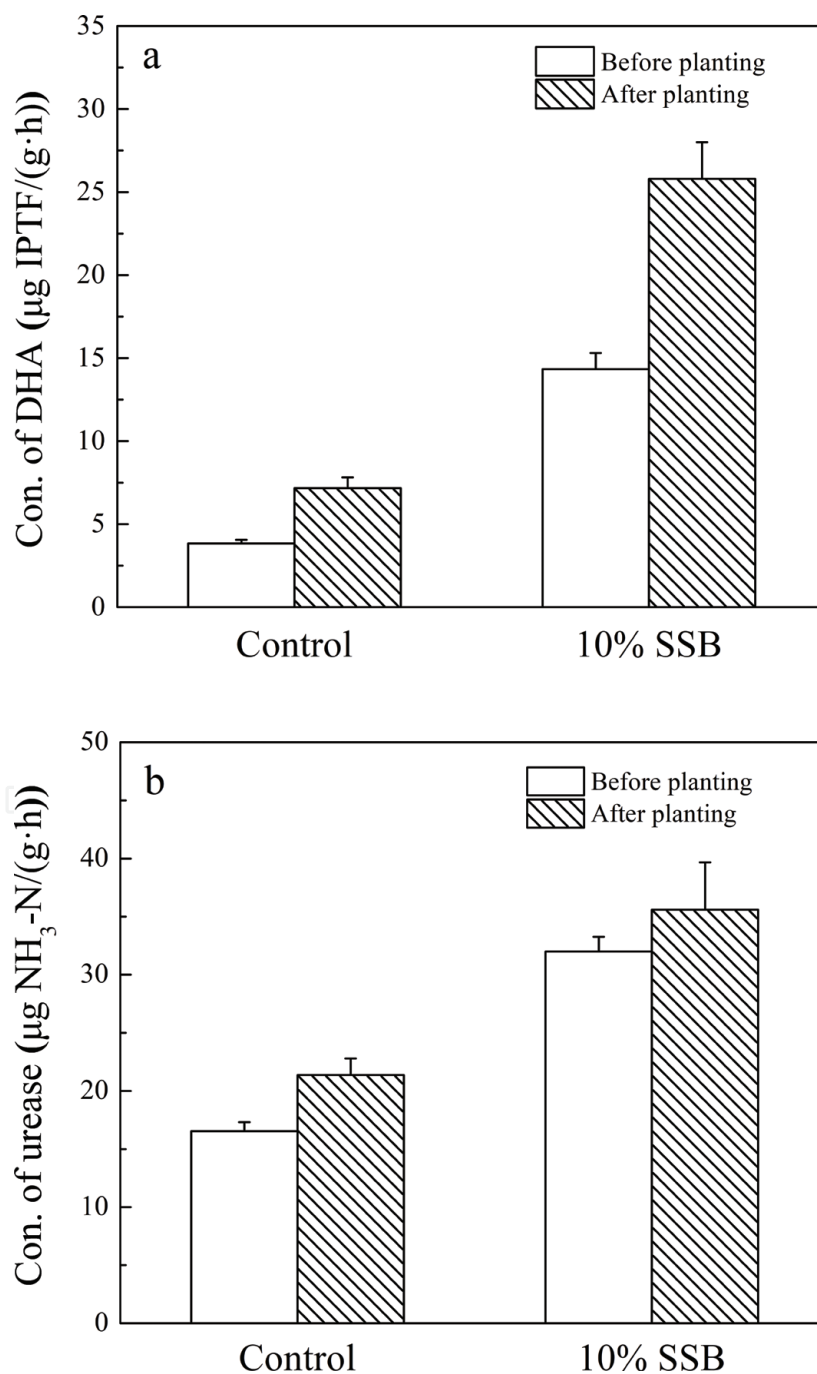 a
Before planting
After planting
35
30
25
20
15
10
5
0
Con. of DHA (μg IPTF/(g·h))
Control
10% SSB
b
Before planting
After planting
50
40
30
20
10
0
Con. of urease (μg NH₃-N/(g·h))
Control
10% SSB